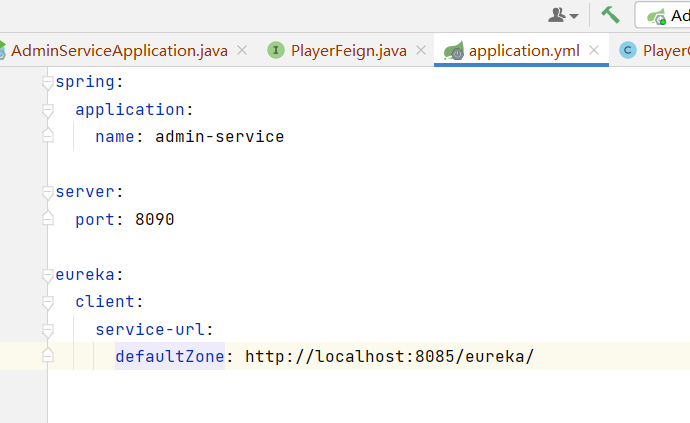 Ad
AdminServiceApplication.java
I PlayerFeign.java
application.yml
C Player
spring:
application:
name: admin-service
server:
port: 8090
eureka:
client:
service-url:
defaultZone: http://localhost:8085/eureka/